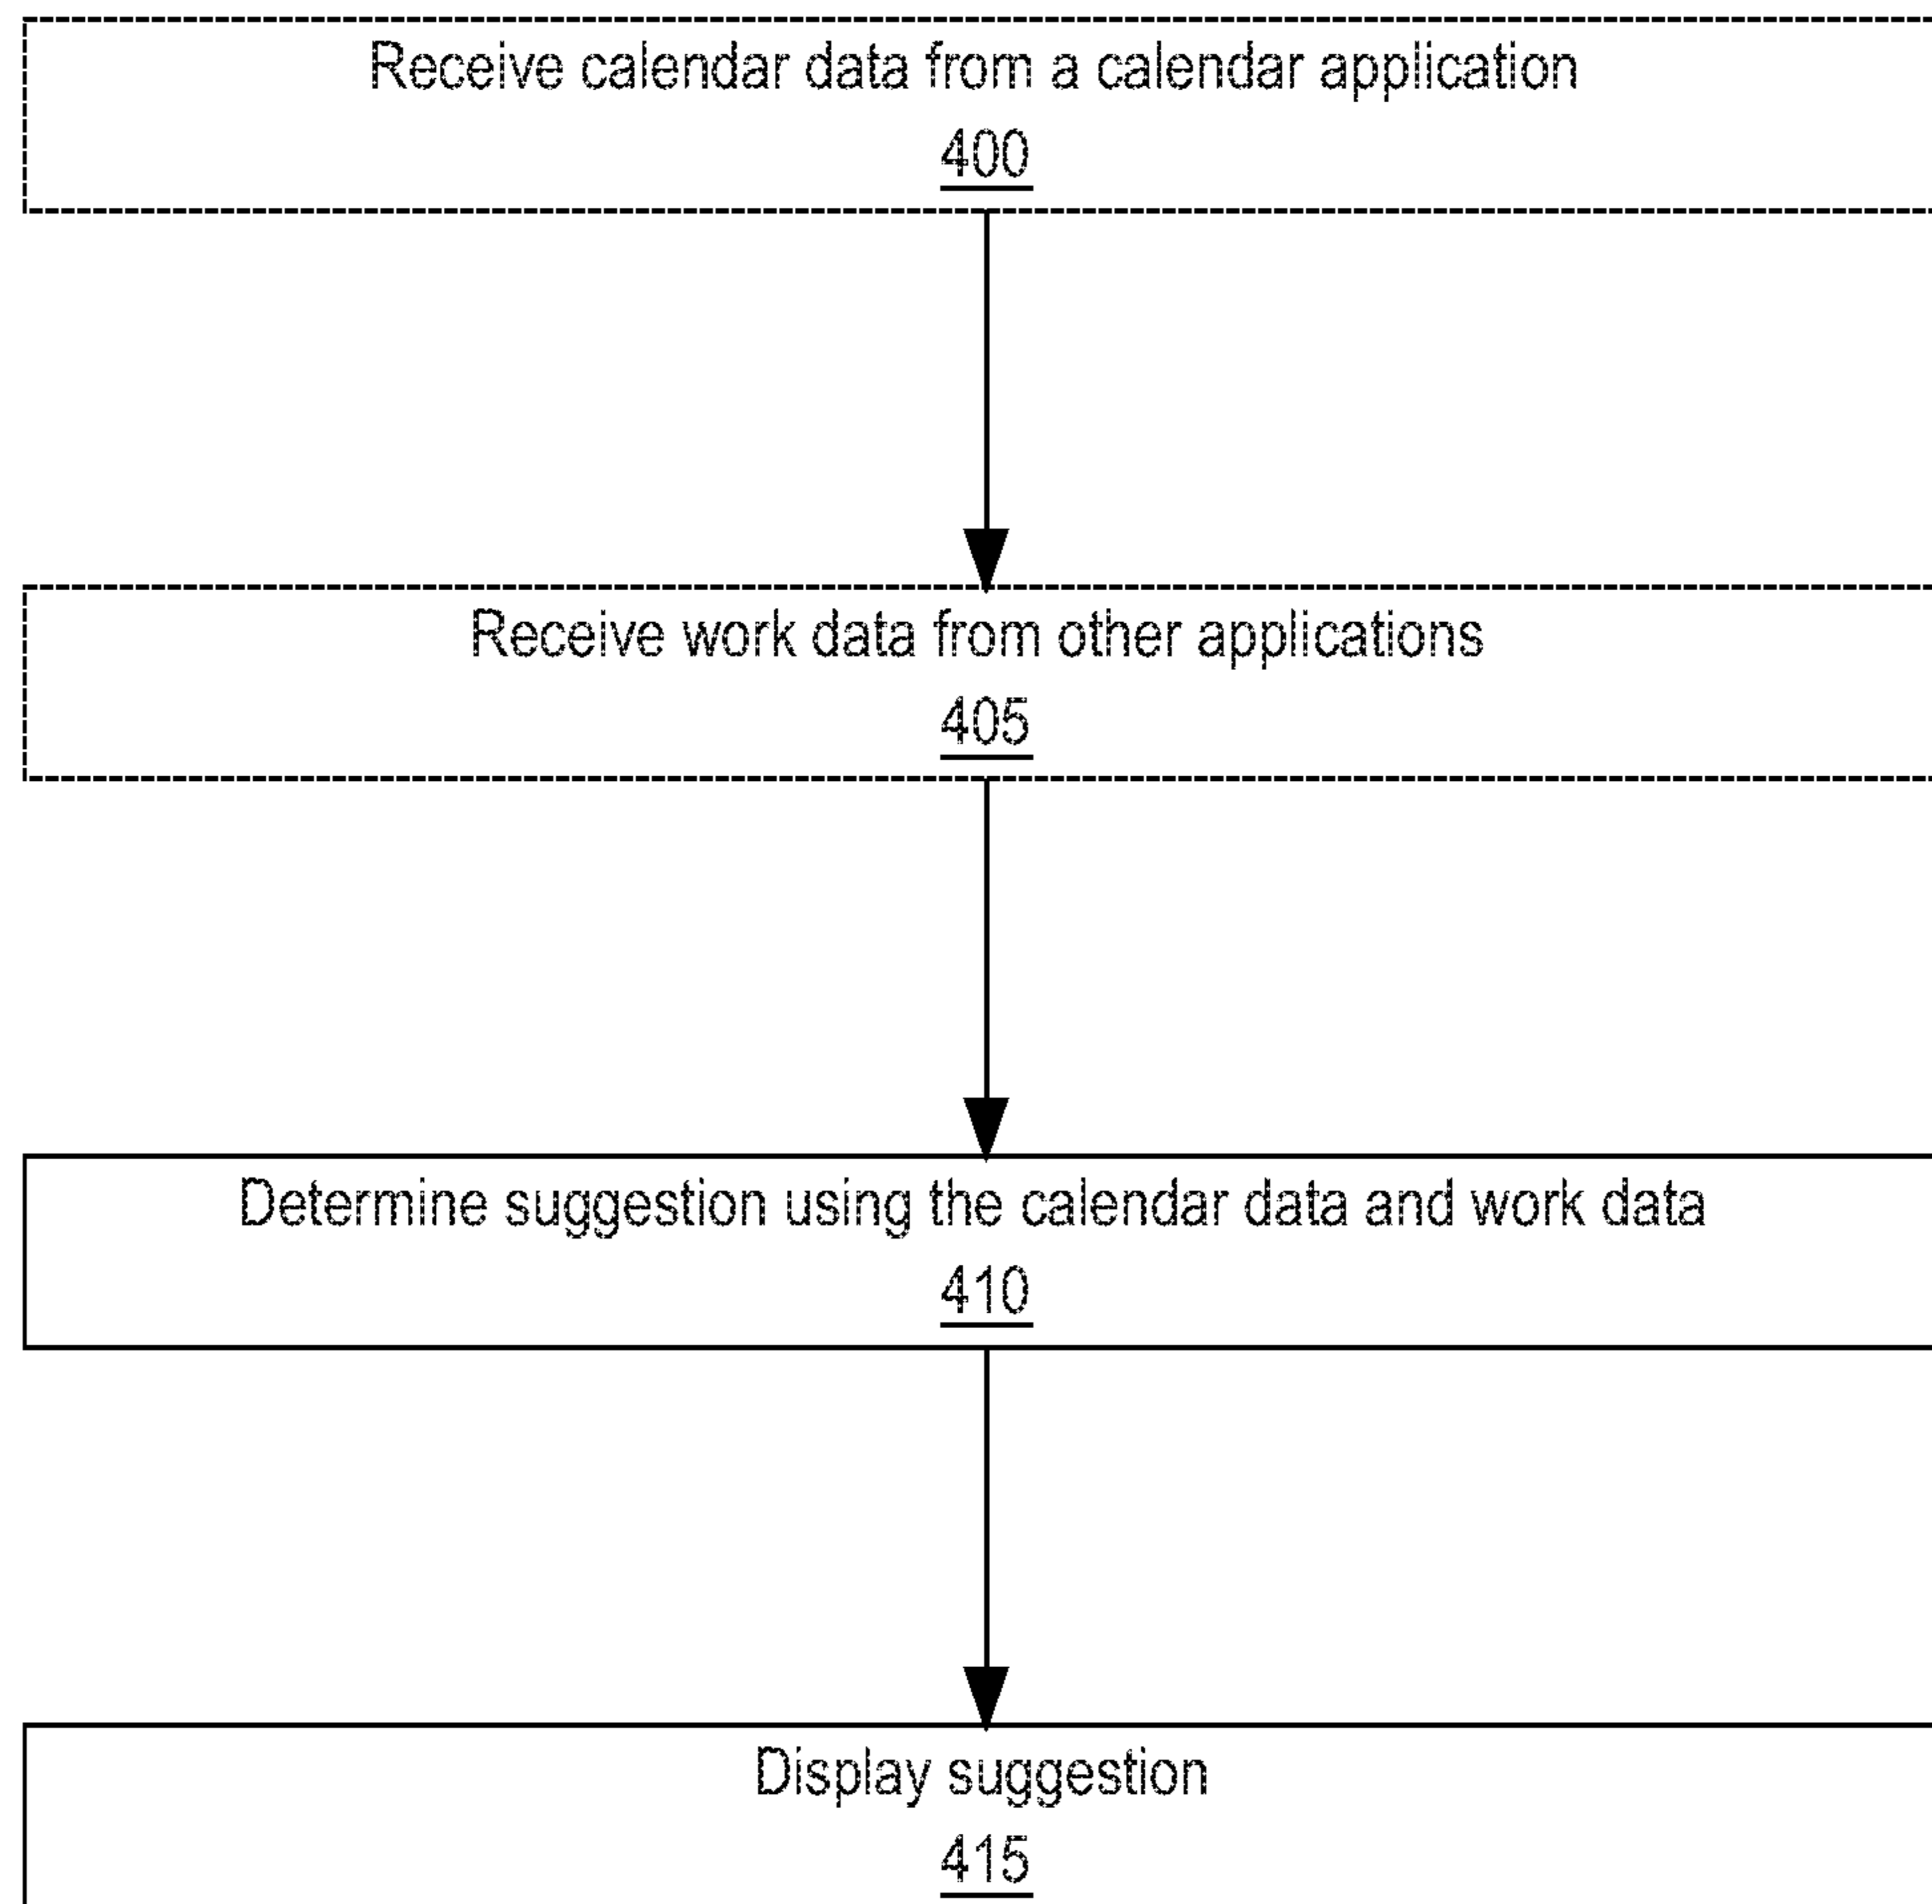 Receive calendar data from a calendar application
400
Receive work data from other applications
405
Determine suggestion using the calendar data and work data
410
Display suggestion
415